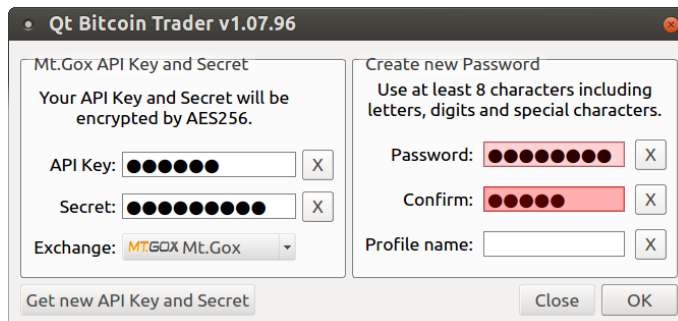 Qt Bitcoin Trader v1.07.96
Mt.Gox API Key and Secret
Your API Key and Secret will be
encrypted by AES256.
API Key: ●●●●●● X
Secret: ●●●●●●●●● X
Exchange: MT.GOX Mt.Gox
Get new API Key and Secret
Create new Password
Use at least 8 characters including
letters, digits and special characters.
Password: ●●●●●●●● X
Confirm: ●●●●● X
Profile name: X
Close OK